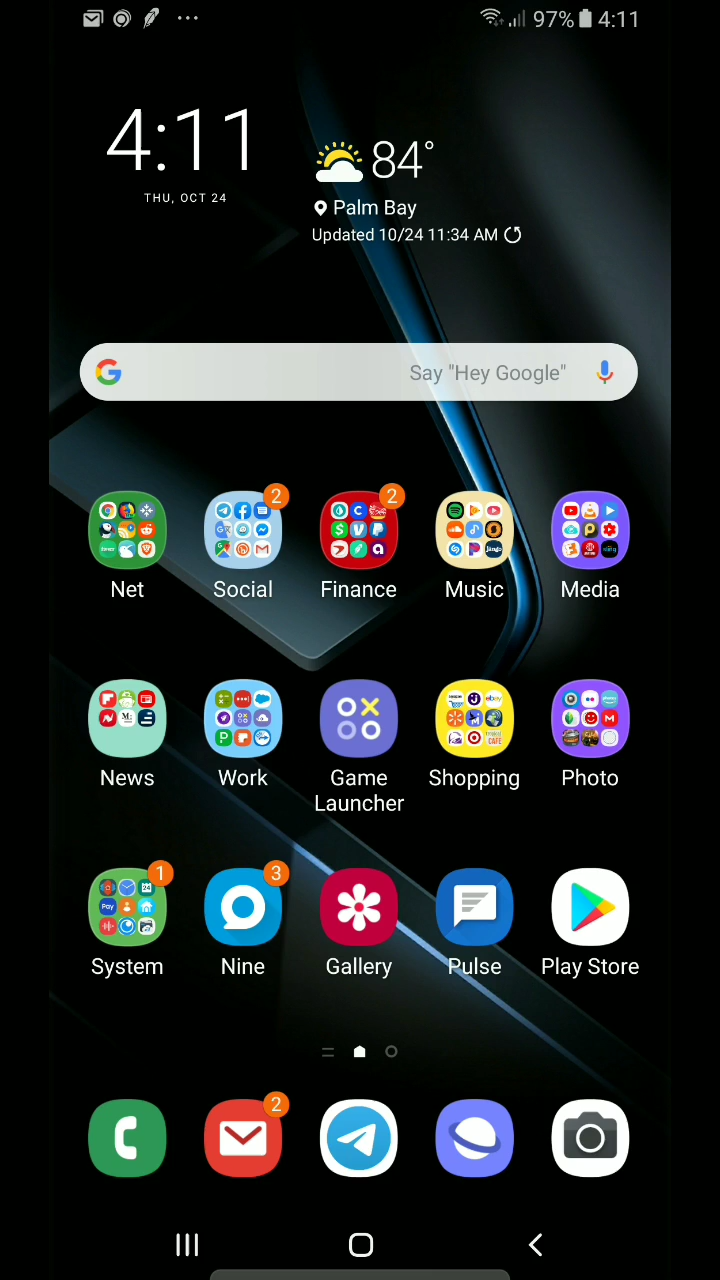 97% 4:11
4:11
THU, OCT 24
84°
Palm Bay
Updated 10/24 11:34 AM
Say "Hey Google"
2 2
Net Social Finance Music Media
News Work Game Launcher Shopping Photo
1 3
System Nine Gallery Pulse Play Store
2